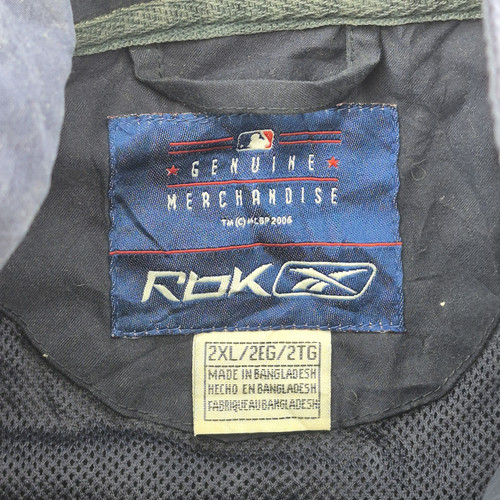 GENUINE
MERCHANDISE
TM (C) MLBP 2006
RBK
2XL/2EG/2TG
MADE IN BANGLADESH
HECHO EN BANGLADESH
FABRIQUE AU BANGLADESH